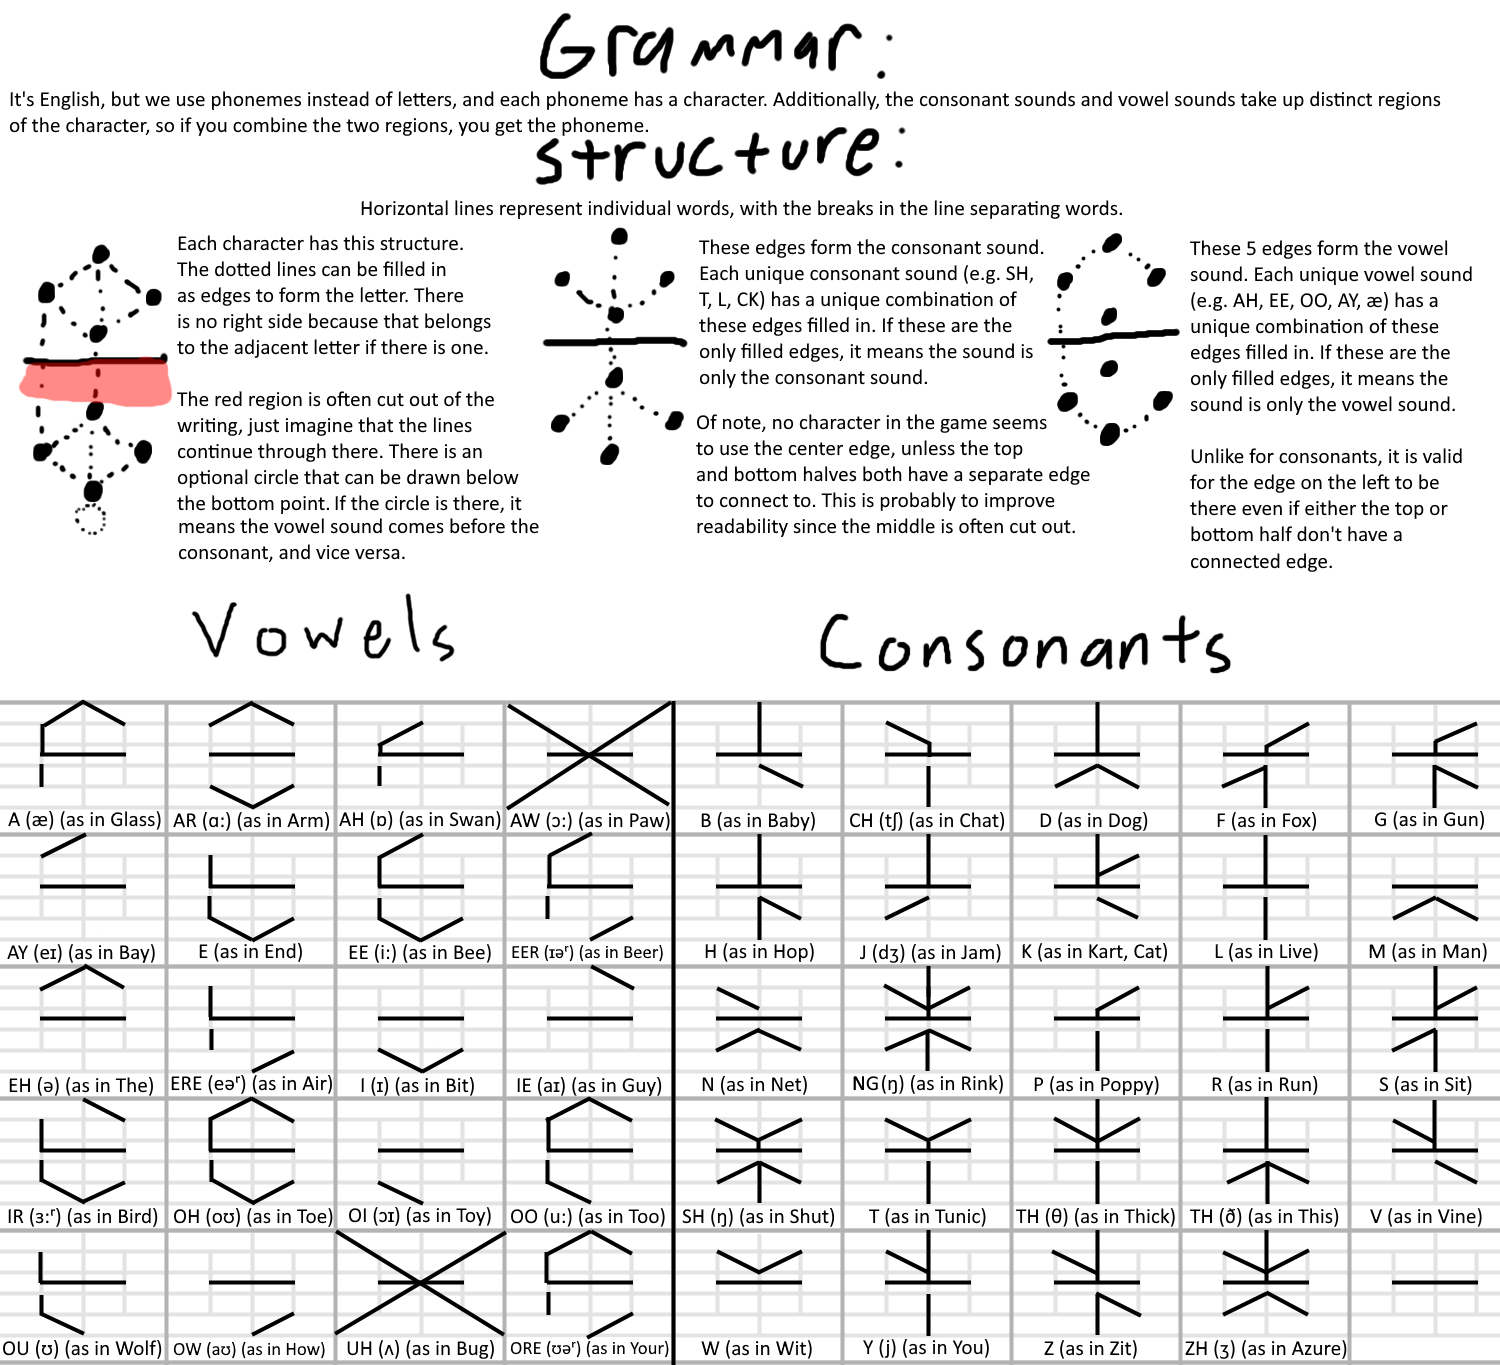 Grammar:
It's English, but we use phonemes instead of letters, and each phoneme has a character. Additionally, the consonant sounds and vowel sounds take up distinct regions
of the character, so if you combine the two regions, you get the phoneme.
structure:
Horizontal lines represent individual words, with the breaks in the line separating words.
Each character has this structure.
The dotted lines can be filled in
as edges to form the letter. There
is no right side because that belongs
to the adjacent letter if there is one.
The red region is often cut out of the
writing, just imagine that the lines
continue through there. There is an
optional circle that can be drawn below
the bottom point. If the circle is there, it
means the vowel sound comes before the
consonant, and vice versa.
These edges form the consonant sound.
Each unique consonant sound (e.g. SH,
T, L, CK) has a unique combination of
these edges filled in. If these are the
only filled edges, it means the sound is
only the consonant sound.
Of note, no character in the game seems
to use the center edge, unless the top
and bottom halves both have a separate edge
to connect to. This is probably to improve
readability since the middle is often cut out.
These 5 edges form the vowel
sound. Each unique vowel sound
(e.g. AH, EE, OO, AY, æ) has a
unique combination of these
edges filled in. If these are the
only filled edges, it means the
sound is only the vowel sound.
Unlike for consonants, it is valid
for the edge on the left to be
there even if either the top or
bottom half don't have a
connected edge.
Vowels
Consonants
A (æ) (as in Glass)
AR (ɑ:) (as in Arm)
AH (ɒ) (as in Swan)
AW (ɔ:) (as in Paw)
B (as in Baby)
CH (tʃ) (as in Chat)
D (as in Dog)
F (as in Fox)
G (as in Gun)
AY (eɪ) (as in Bay)
E (as in End)
EE (i:) (as in Bee)
EER (ɪəʳ) (as in Beer)
H (as in Hop)
J (dʒ) (as in Jam)
K (as in Kart, Cat)
L (as in Live)
M (as in Man)
EH (ə) (as in The)
ERE (eəʳ) (as in Air)
I (ɪ) (as in Bit)
IE (aɪ) (as in Guy)
N (as in Net)
NG(ŋ) (as in Rink)
P (as in Poppy)
R (as in Run)
S (as in Sit)
IR (ɜ:ʳ) (as in Bird)
OH (oʊ) (as in Toe)
OI (ɔɪ) (as in Toy)
OO (u:) (as in Too)
SH (ŋ) (as in Shut)
T (as in Tunic)
TH (θ) (as in Thick)
TH (ð) (as in This)
V (as in Vine)
OU (ʊ) (as in Wolf)
OW (aʊ) (as in How)
UH (ʌ) (as in Bug)
ORE (ʊəʳ) (as in Your)
W (as in Wit)
Y (j) (as in You)
Z (as in Zit)
ZH (ʒ) (as in Azure)